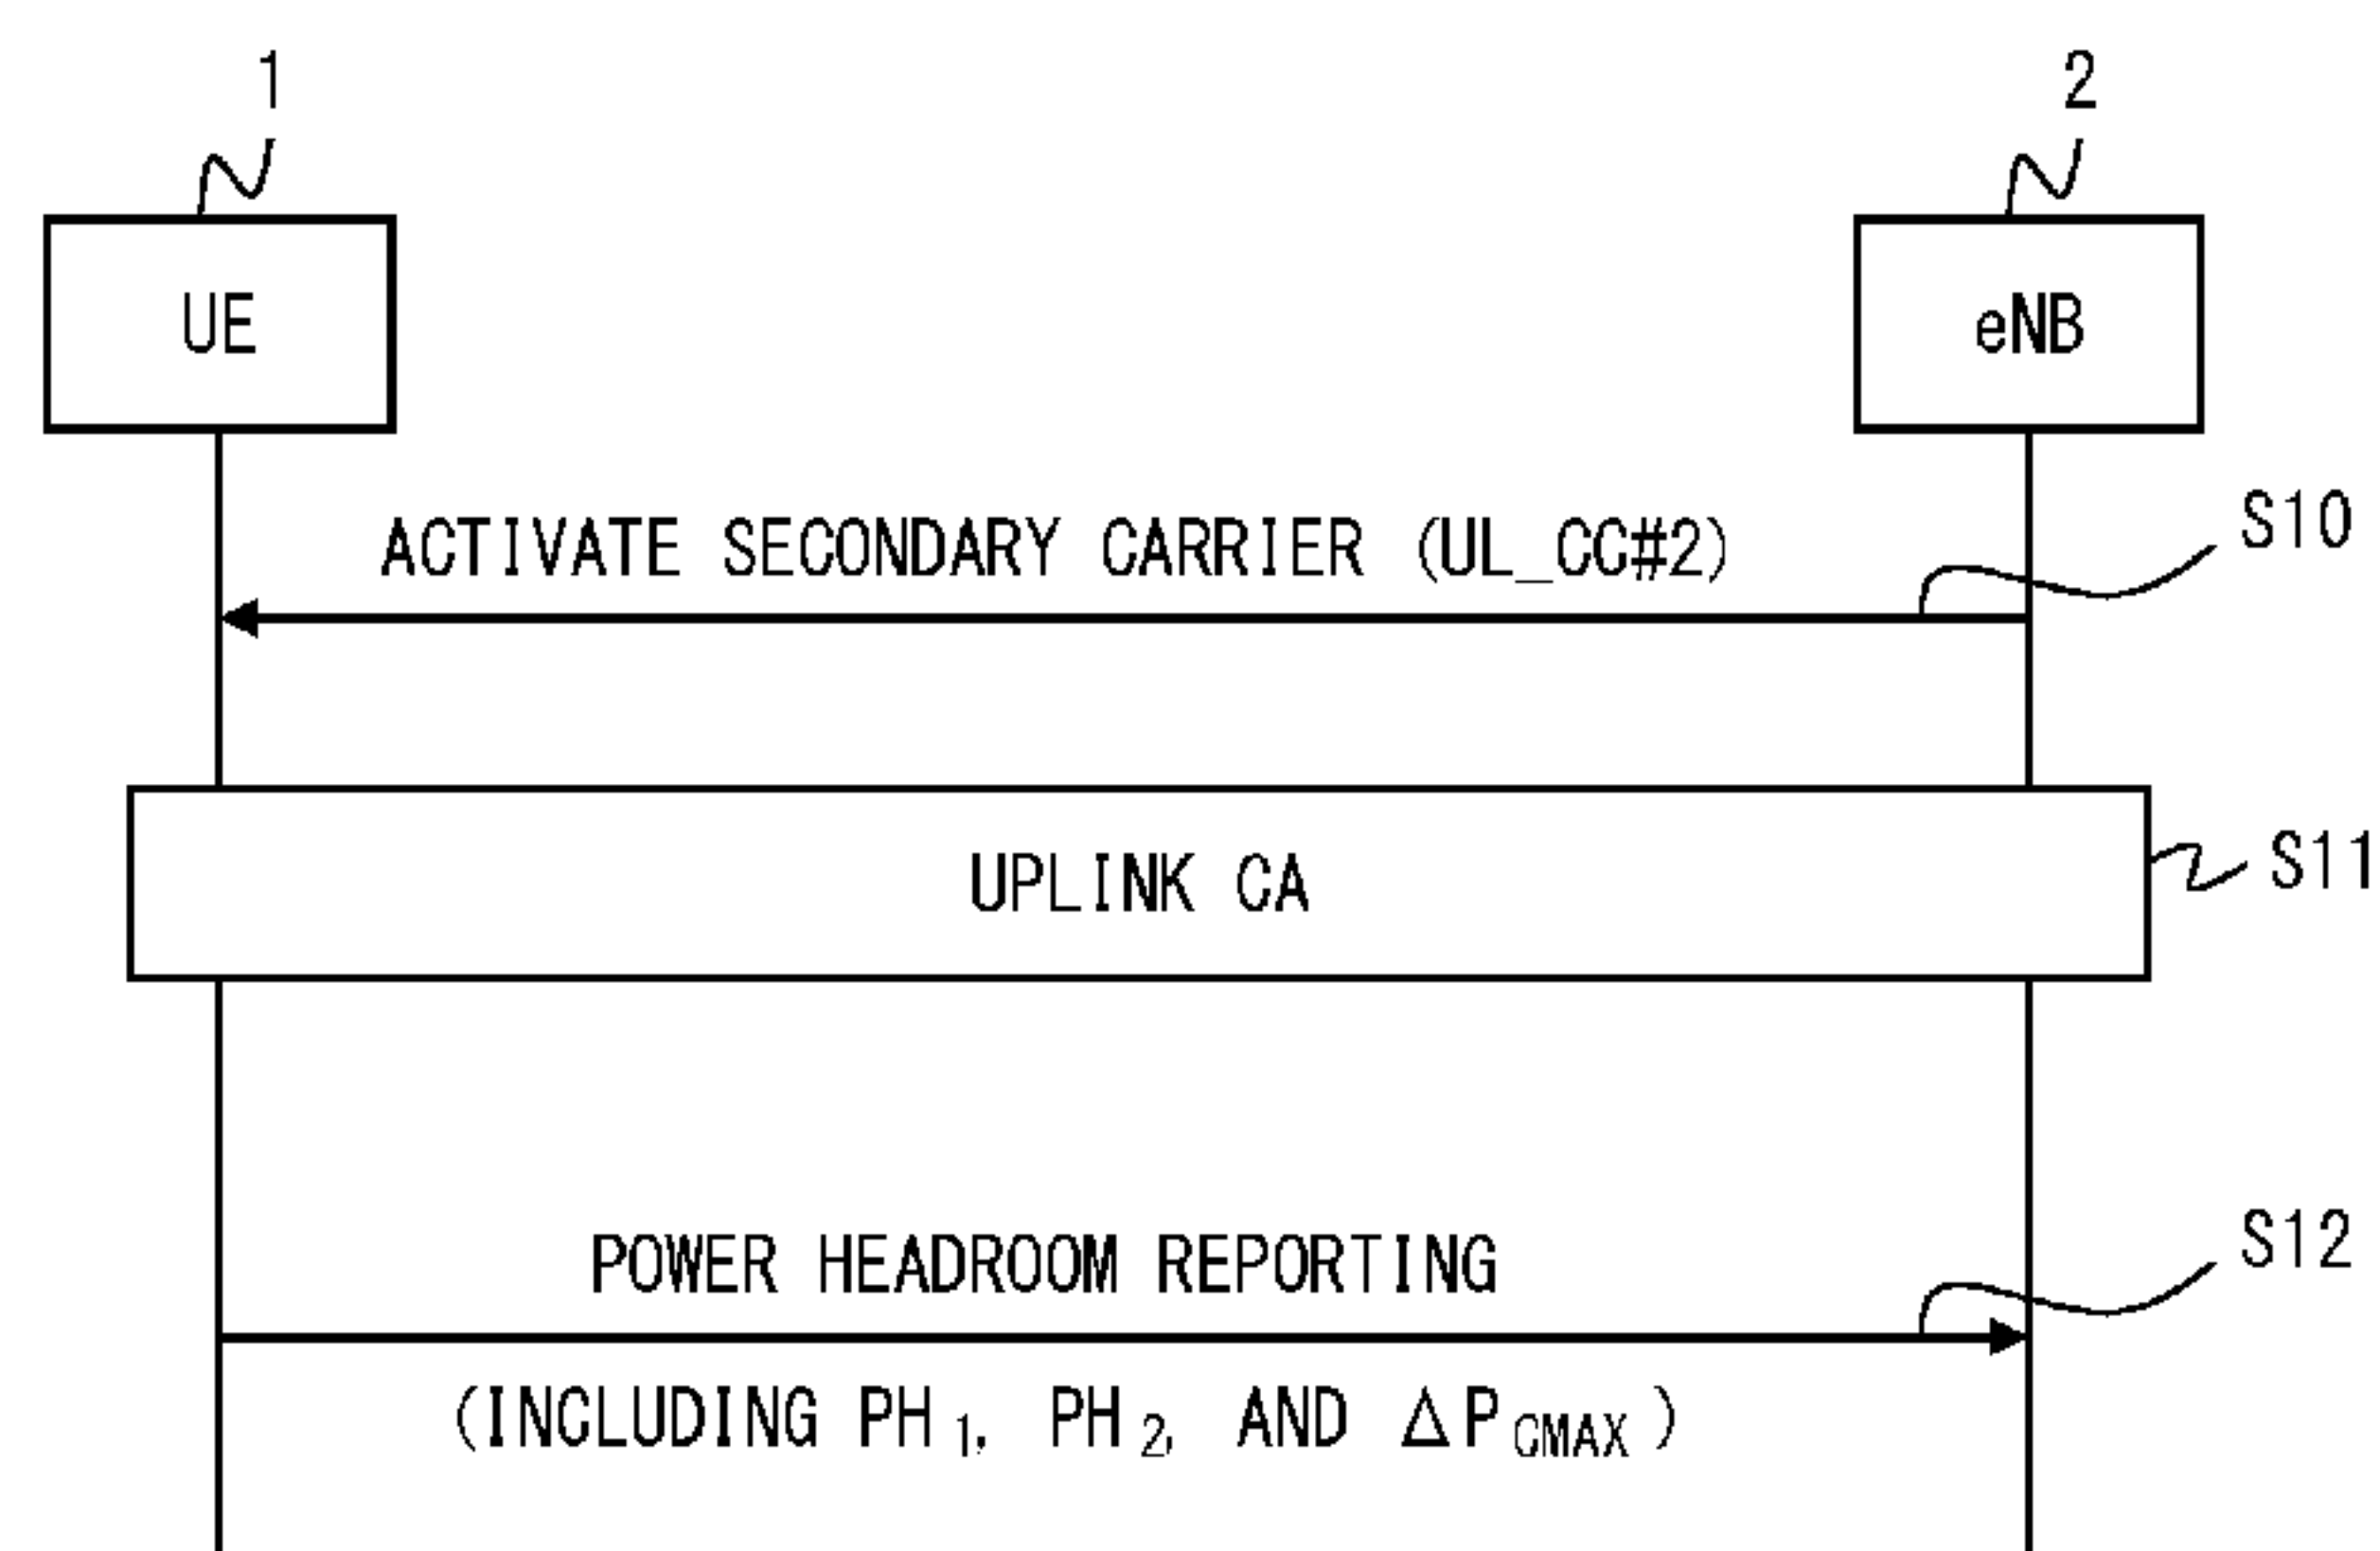 1
2
UE
eNB
ACTIVATE SECONDARY CARRIER (UL_CC#2)
S10
UPLINK CA
S11
POWER HEADROOM REPORTING
S12
(INCLUDING PH1, PH2, AND ΔPCMAX)